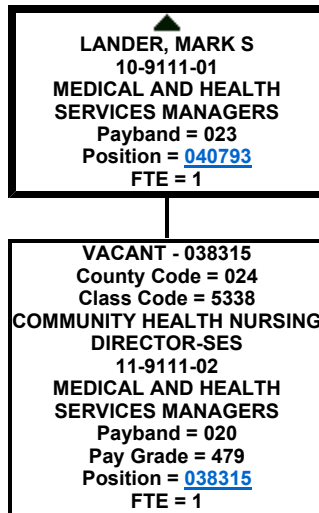 LANDER, MARK S
10-9111-01
MEDICAL AND HEALTH
SERVICES MANAGERS
Payband = 023
Position = 040793
FTE = 1
VACANT - 038315
County Code = 024
Class Code = 5338
COMMUNITY HEALTH NURSING
DIRECTOR-SES
11-9111-02
MEDICAL AND HEALTH
SERVICES MANAGERS
Payband = 020
Pay Grade = 479
Position = 038315
FTE = 1